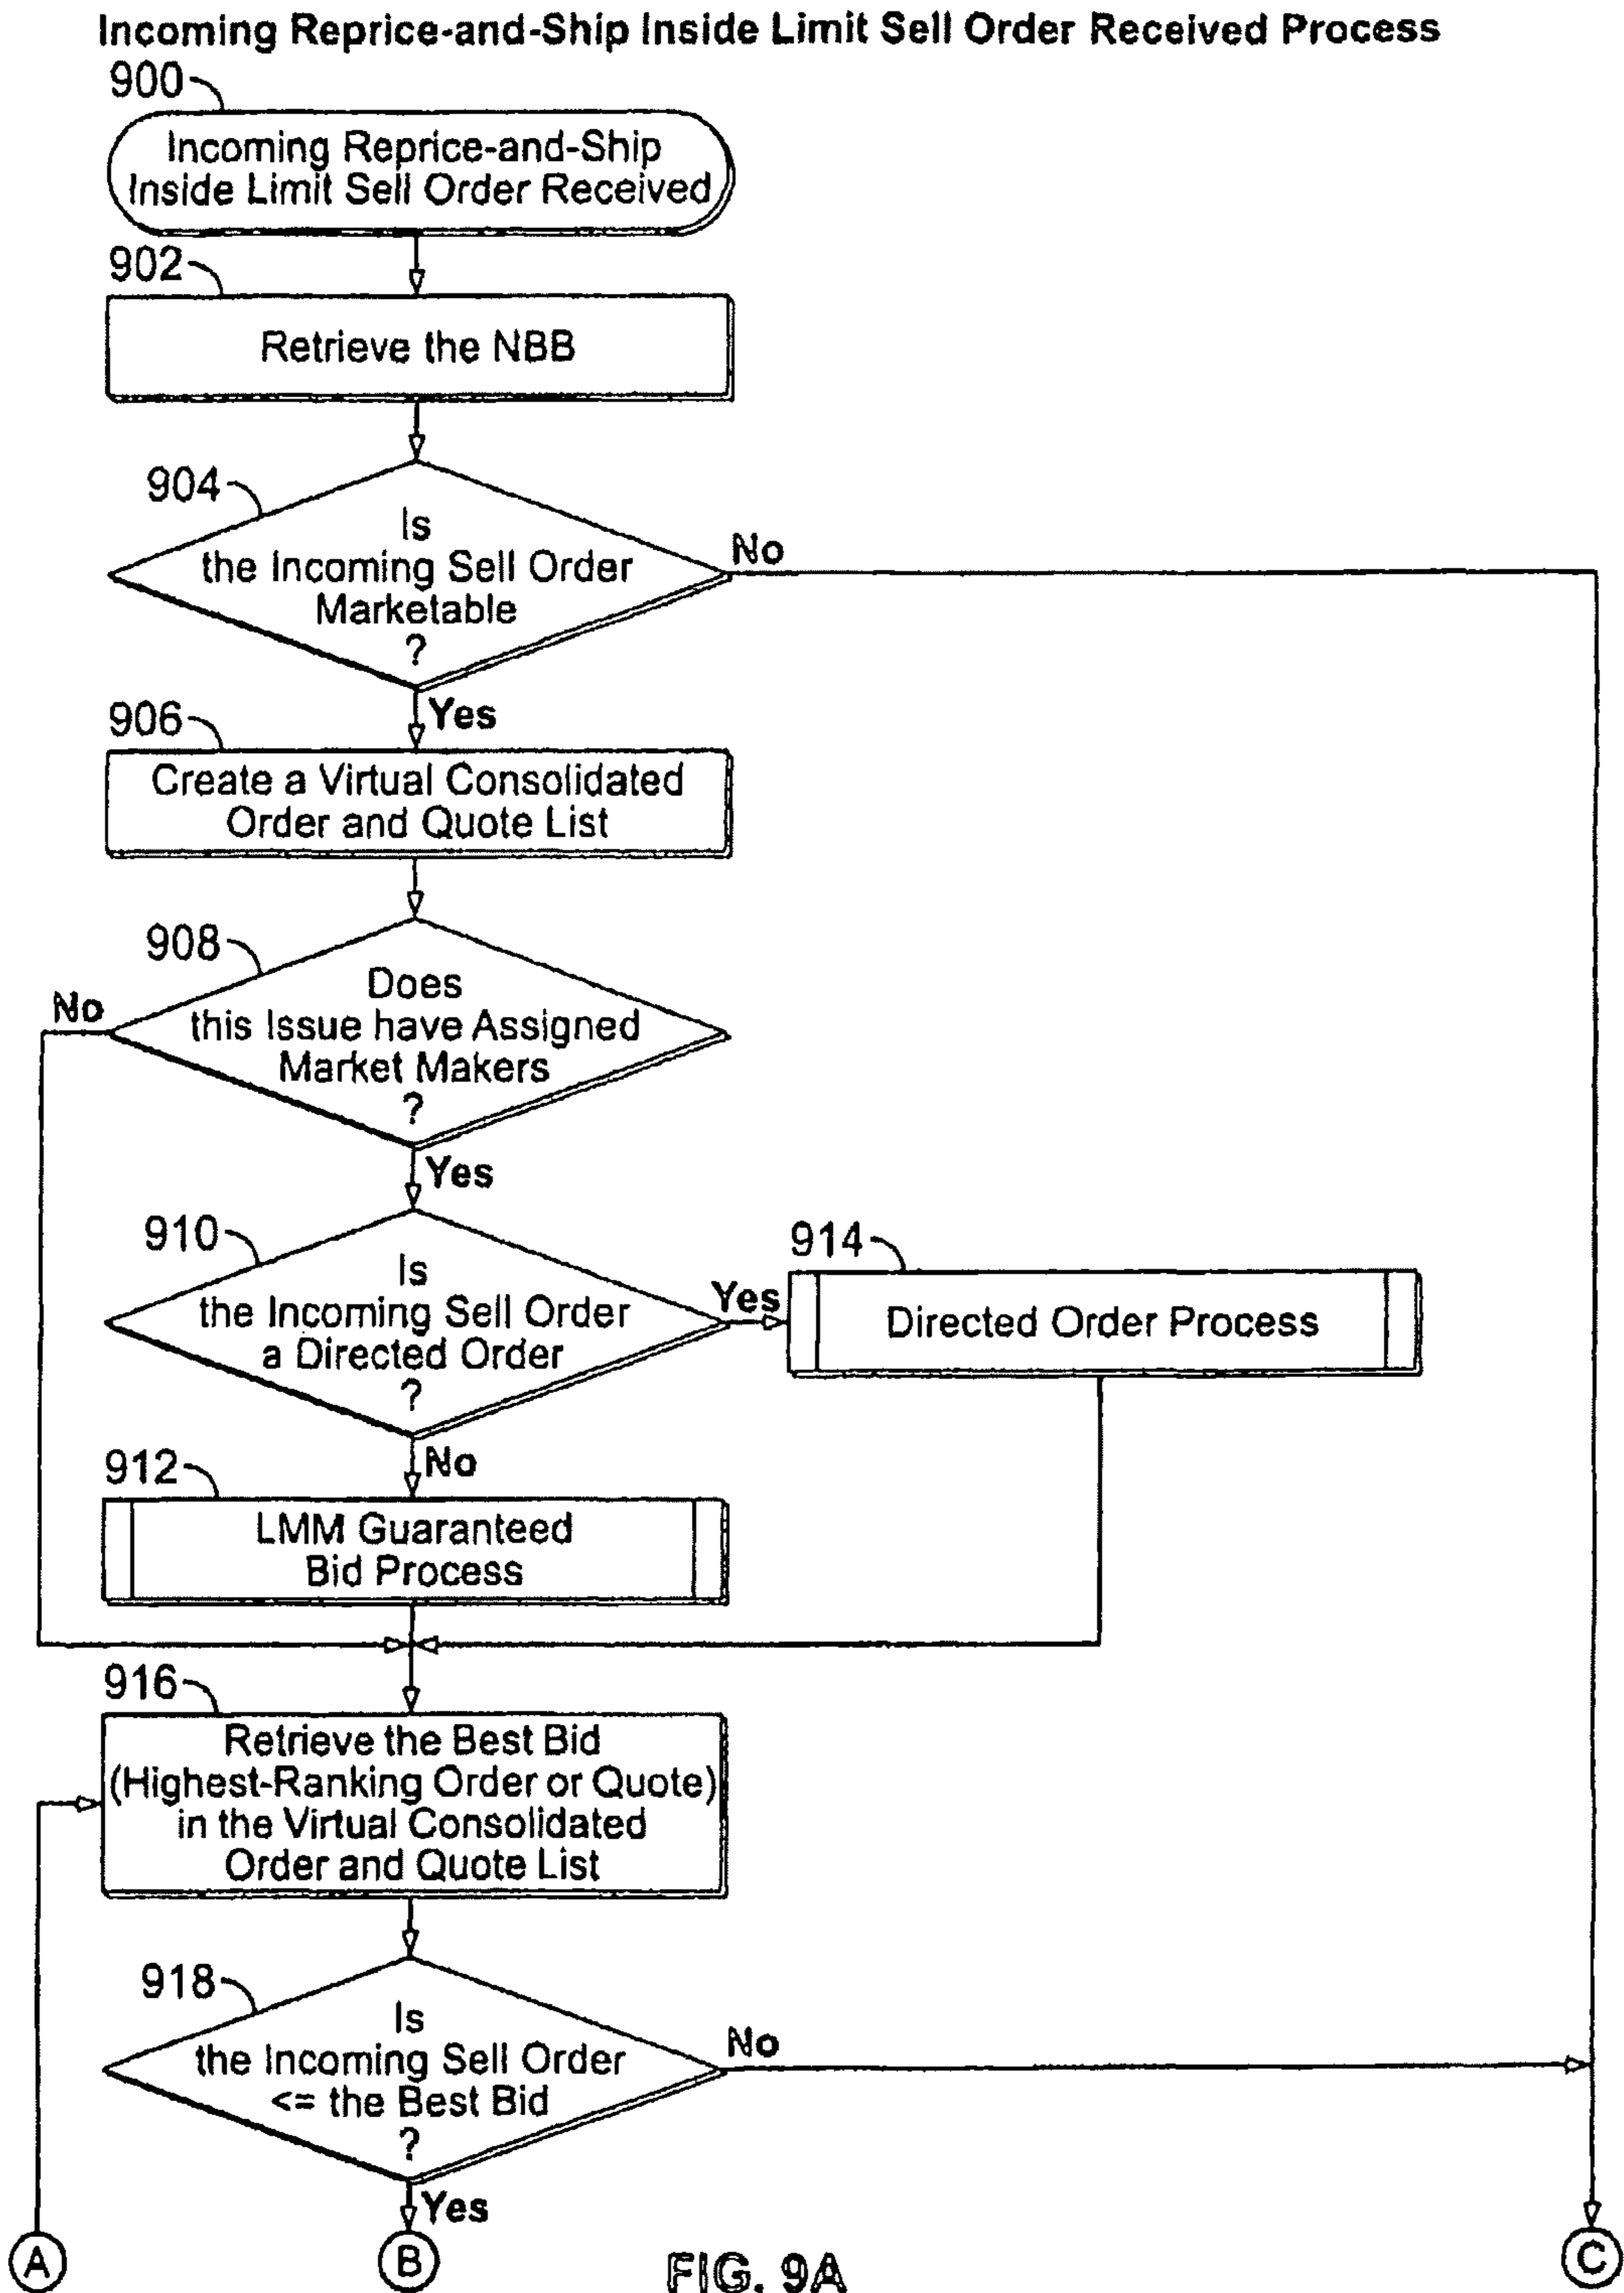 Incoming Reprice-and-Ship Inside Limit Sell Order Received Process
900
Incoming Reprice-and-Ship
Inside Limit Sell Order Received
902
Retrieve the NBB
904
Is
the Incoming Sell Order
Marketable
?
No
Yes
906
Create a Virtual Consolidated
Order and Quote List
908
Does
this Issue have Assigned
Market Makers
?
No
Yes
910
Is
the Incoming Sell Order
a Directed Order
?
Yes
914
Directed Order Process
No
912
LMM Guaranteed
Bid Process
916
Retrieve the Best Bid
(Highest-Ranking Order or Quote)
in the Virtual Consolidated
Order and Quote List
918
Is
the Incoming Sell Order
<= the Best Bid
?
No
Yes
A
B
C
FIG. 9A